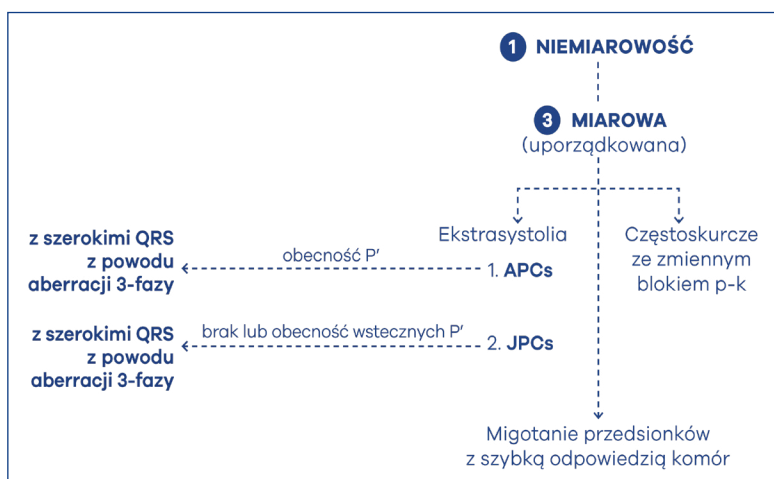 1 NIEMIAROWOŚĆ
3 MIAROWA
(uporządkowana)
Ekstrasystolia
Częstoskurcze
ze zmiennym
blokiem p-k
z szerokimi QRS
z powodu
aberracji 3-fazy
obecność P’
1. APCs
z szerokimi QRS
z powodu
aberracji 3-fazy
brak lub obecność wstecznych P’
2. JPCs
Migotanie przedsionków
z szybką odpowiedzią komór